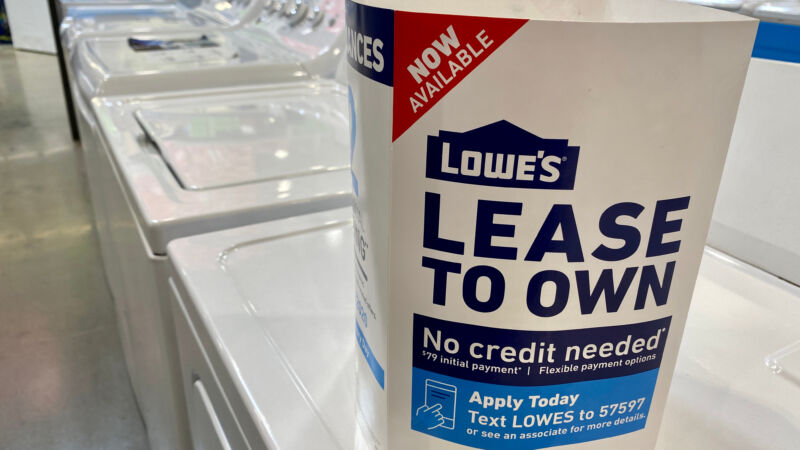 NOW
AVAILABLE
LOWE'S
LEASE
TO OWN
No credit needed*
$79 initial payment* | Flexible payment options
Apply Today
Text LOWES to 57597
or see an associate for more details.